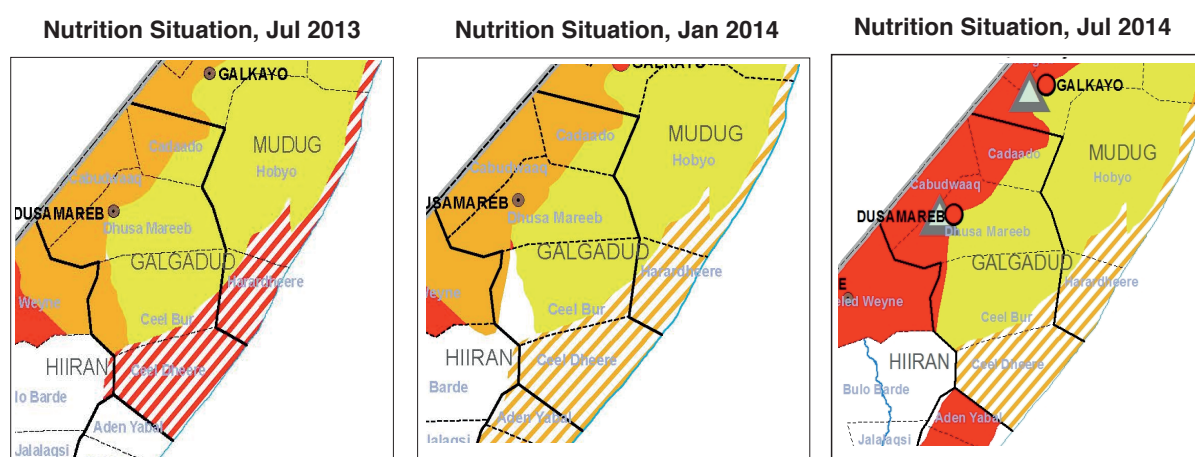 Nutrition Situation, Jul 2013
GALKAYO
MUDUG
Cadaado
Hobyo
Cabudwaaq
DUSAMAREB
Dhusa Mareeb
GALGADUD
Harardheere
Weyne
Ceel Bur
HIIRAN
Ceel Dheere
lo Barde
Aden Yabal
Jalalaqsi
Nutrition Situation, Jan 2014
GALKAYO
MUDUG
Cadaado
Hobyo
Cabudwaaq
USAMAREB
Dhusa Mareeb
GALGADUD
Harardheere
Weyne
Ceel Bur
HIIRAN
Ceel Dheere
Barde
Aden Yabal
Jalalaqsi
Nutrition Situation, Jul 2014
GALKAYO
MUDUG
Cadaado
Hobyo
Cabudwaaq
DUSAMAREB
Dhusa Mareeb
GALGADUD
Harardheere
E
eled Weyne
Ceel Bur
HIIRAN
Ceel Dheere
Bulo Barde
Aden Yabal
Jalalaqsi